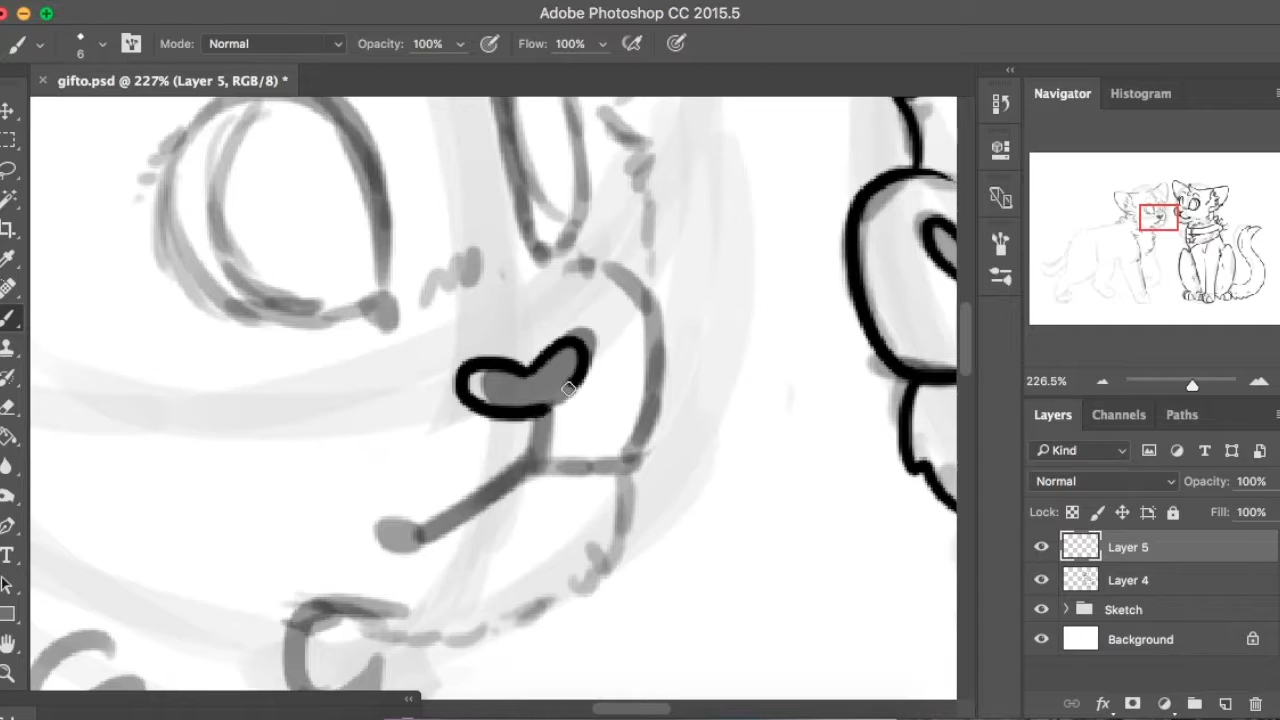 Adobe Photoshop CC 2015.5
6
Mode: Normal
Opacity: 100%
Flow: 100%
× gifto.psd @ 227% (Layer 5, RGB/8) *
Navigator Histogram
226.5%
Layers Channels Paths
Kind
Normal
Opacity: 100%
Lock:
Fill: 100%
Layer 5
Layer 4
Sketch
Background
fx
T
T